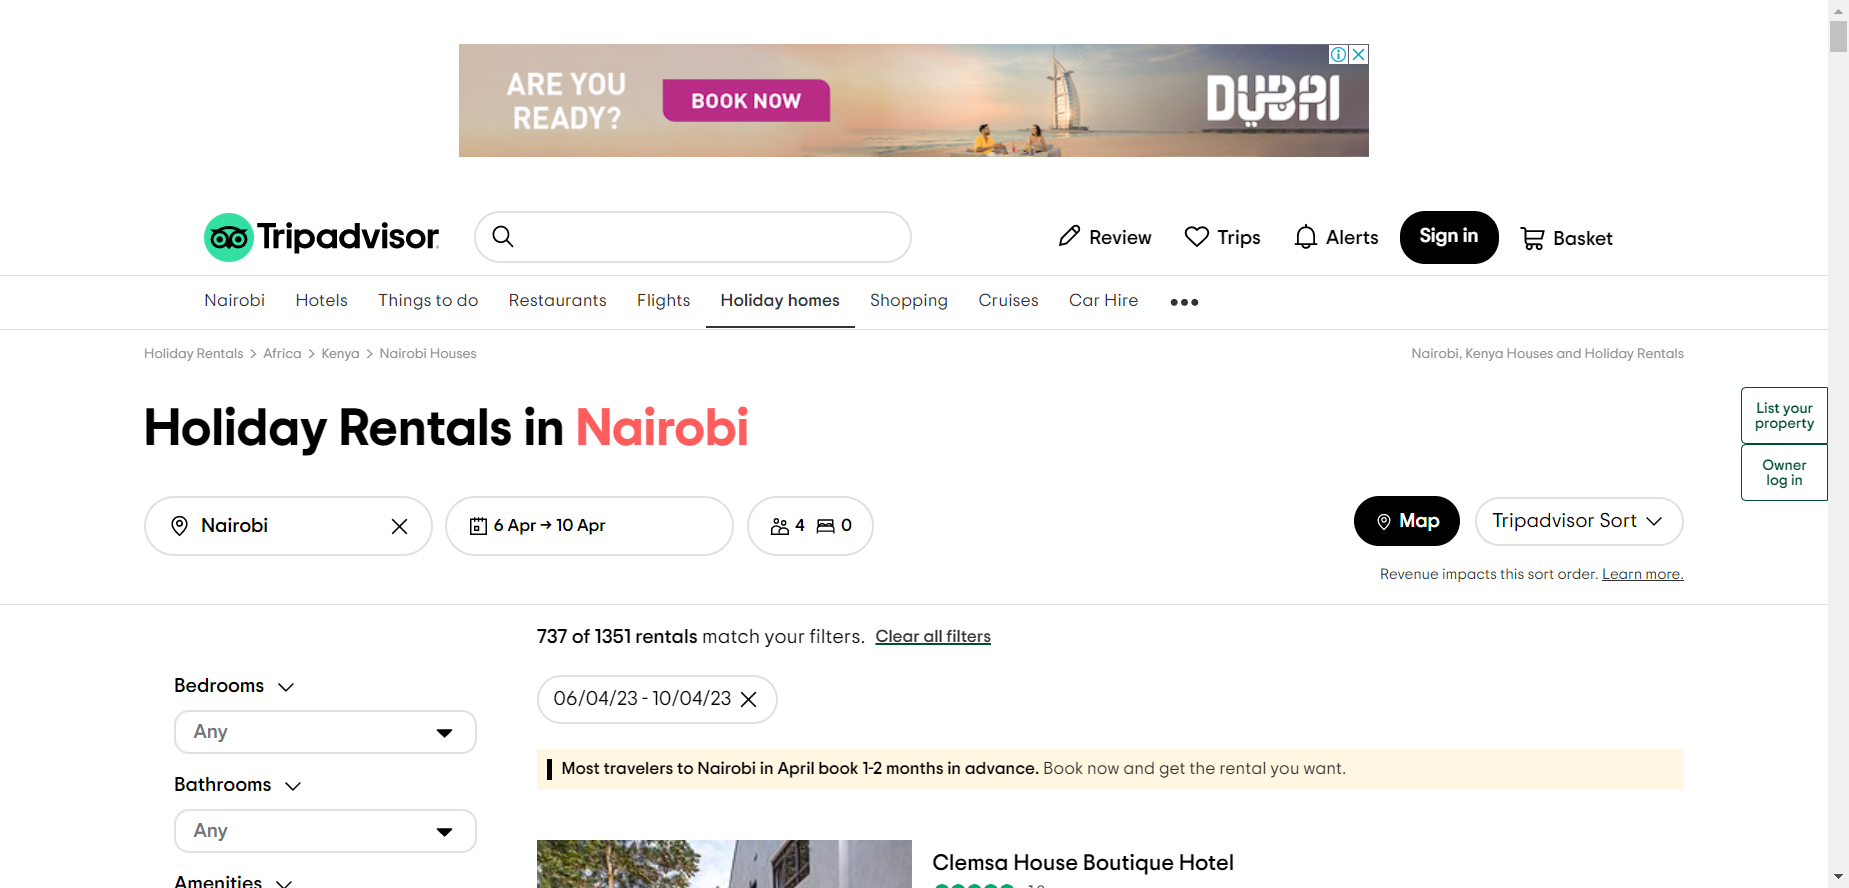 ARE YOU
READY?
BOOK NOW
DUBAI
Tripadvisor
Review
Trips
Alerts
Sign in
Basket
Nairobi
Hotels
Things to do
Restaurants
Flights
Holiday homes
Shopping
Cruises
Car Hire
Holiday Rentals > Africa > Kenya > Nairobi Houses
Nairobi, Kenya Houses and Holiday Rentals
List your
property
Owner
log in
Holiday Rentals in Nairobi
Nairobi
6 Apr → 10 Apr
4 0
Map
Tripadvisor Sort
Revenue impacts this sort order. Learn more.
737 of 1351 rentals match your filters. Clear all filters
06/04/23 - 10/04/23
Bedrooms
Any
Bathrooms
Any
Amenities
Most travelers to Nairobi in April book 1-2 months in advance. Book now and get the rental you want.
Clemsa House Boutique Hotel